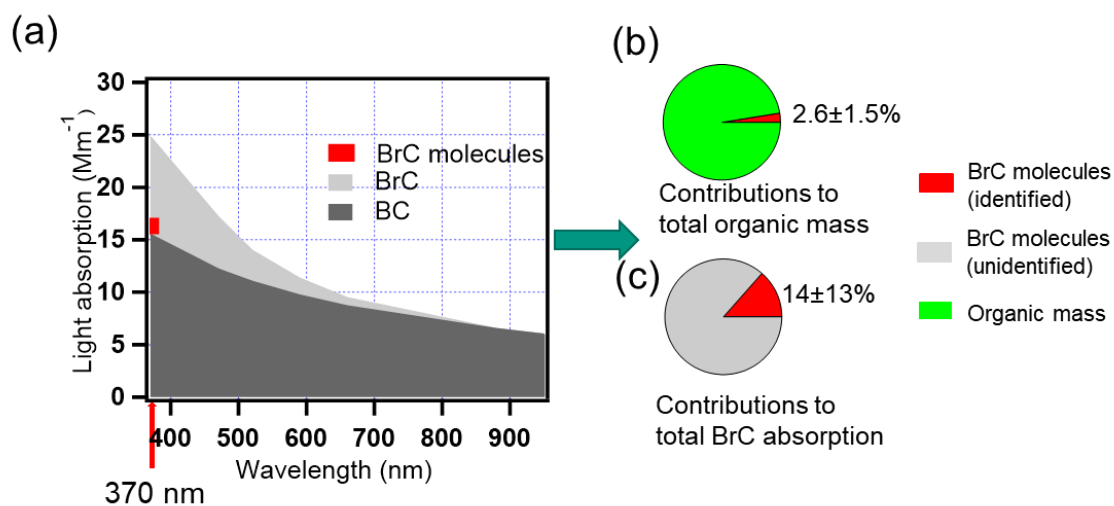 (a)
30
25
20
15
10
5
0
Light absorption (Mm⁻¹)
BrC molecules
BrC
BC
400 500 600 700 800 900
Wavelength (nm)
370 nm
(b)
2.6±1.5%
Contributions to
total organic mass
(c)
14±13%
Contributions to
total BrC absorption
BrC molecules
(identified)
BrC molecules
(unidentified)
Organic mass